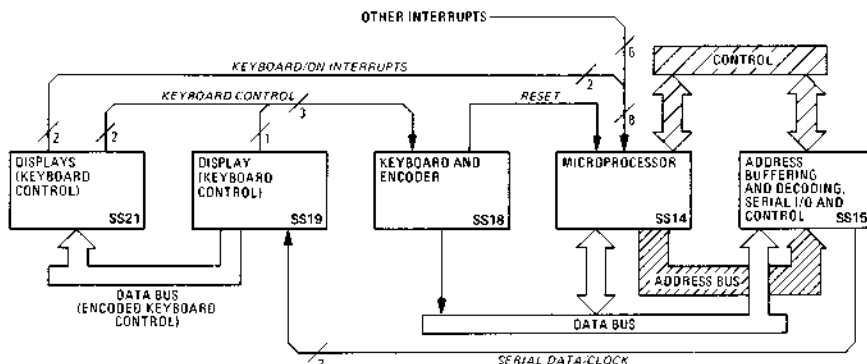 OTHER INTERRUPTS
6
KEYBOARD/ON INTERRUPTS
2
CONTROL
KEYBOARD CONTROL
3
RESET
8
2
2
1
DISPLAYS
(KEYBOARD
CONTROL)
SS21
DISPLAY
(KEYBOARD
CONTROL)
SS19
KEYBOARD AND
ENCODER
SS18
MICROPROCESSOR
SS14
ADDRESS
BUFFERING
AND DECODING,
SERIAL I/O AND
CONTROL
SS15
ADDRESS BUS
DATA BUS
(ENCODED KEYBOARD
CONTROL)
DATA BUS
SERIAL DATA/CLOCK